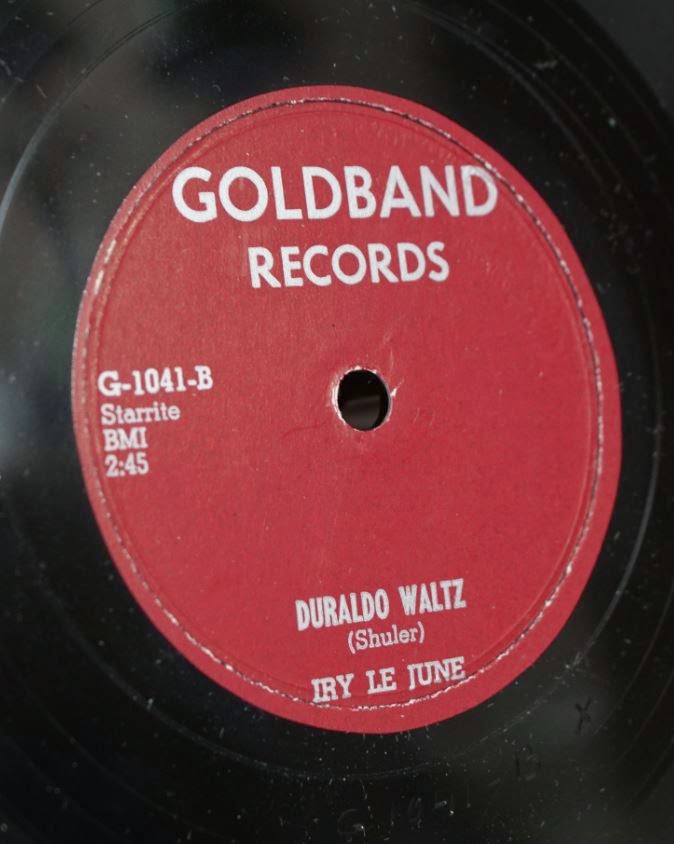 GOLDBAND
RECORDS
G-1041-B
Starrite
BMI
2:45
DURALDO WALTZ
(Shuler)
IRY LE JUNE